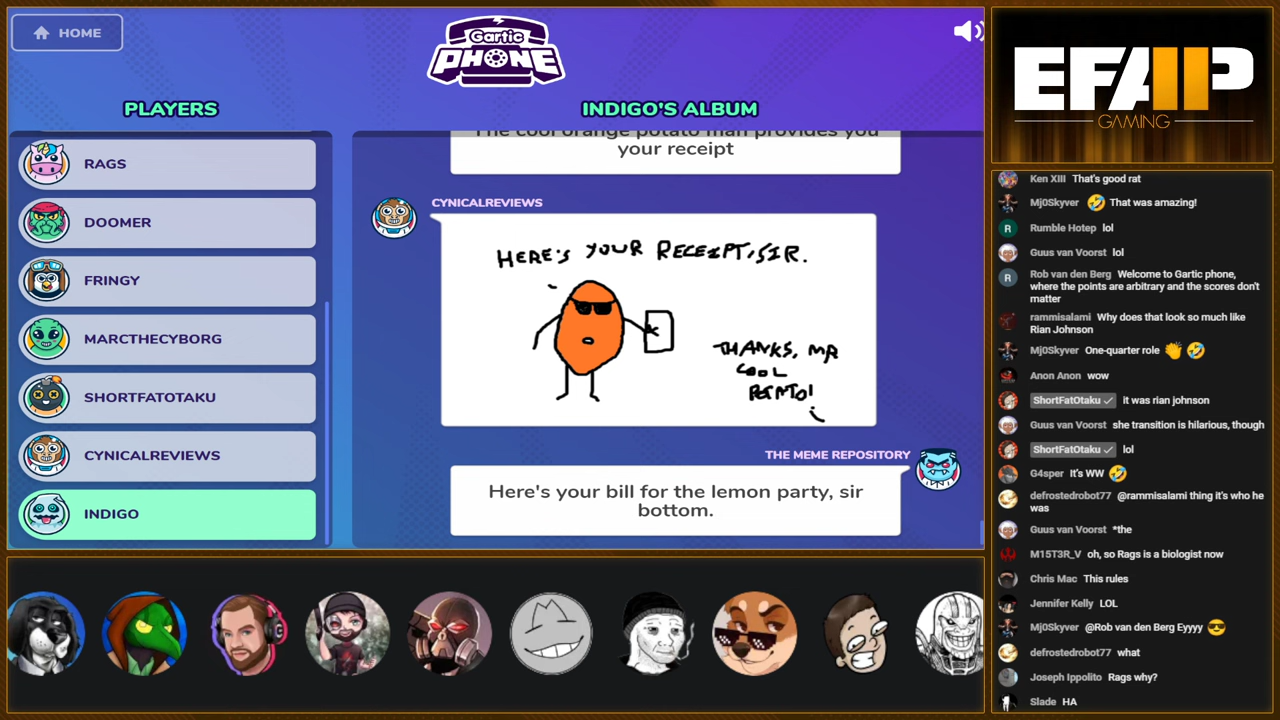 HOME
Gartic
PHONE
PLAYERS
RAGS
DOOMER
FRINGY
MARCTHECYBORG
SHORTFATOTAKU
CYNICALREVIEWS
INDIGO
INDIGO'S ALBUM
The cool orange potato man provides you
your receipt
CYNICALREVIEWS
HERE'S YOUR RECEIPT, SIR.
THANKS, MR
COOL
POTATO!
THE MEME REPOSITORY
Here's your bill for the lemon party, sir
bottom.
EFAP
GAMING
Ken XIII That's good rat
Mj0Skyver 🤣 That was amazing!
R
Rumble Hotep lol
Guus van Voorst lol
R
Rob van den Berg Welcome to Gartic phone,
where the points are arbitrary and the scores don't
matter
rammisalami Why does that look so much like
Rian Johnson
Mj0Skyver One-quarter role 👏 🤣
Anon Anon wow
ShortFatOtaku ✓ it was rian johnson
Guus van Voorst she transition is hilarious, though
ShortFatOtaku ✓ lol
G4sper It's WW 🤣
defrostedrobot77 @rammisalami thing it's who he
was
Guus van Voorst *the
M15T3R_V oh, so Rags is a biologist now
Chris Mac This rules
Jennifer Kelly LOL
Mj0Skyver @Rob van den Berg Eyyyy 😎
defrostedrobot77 what
Joseph Ippolito Rags why?
Slade HA